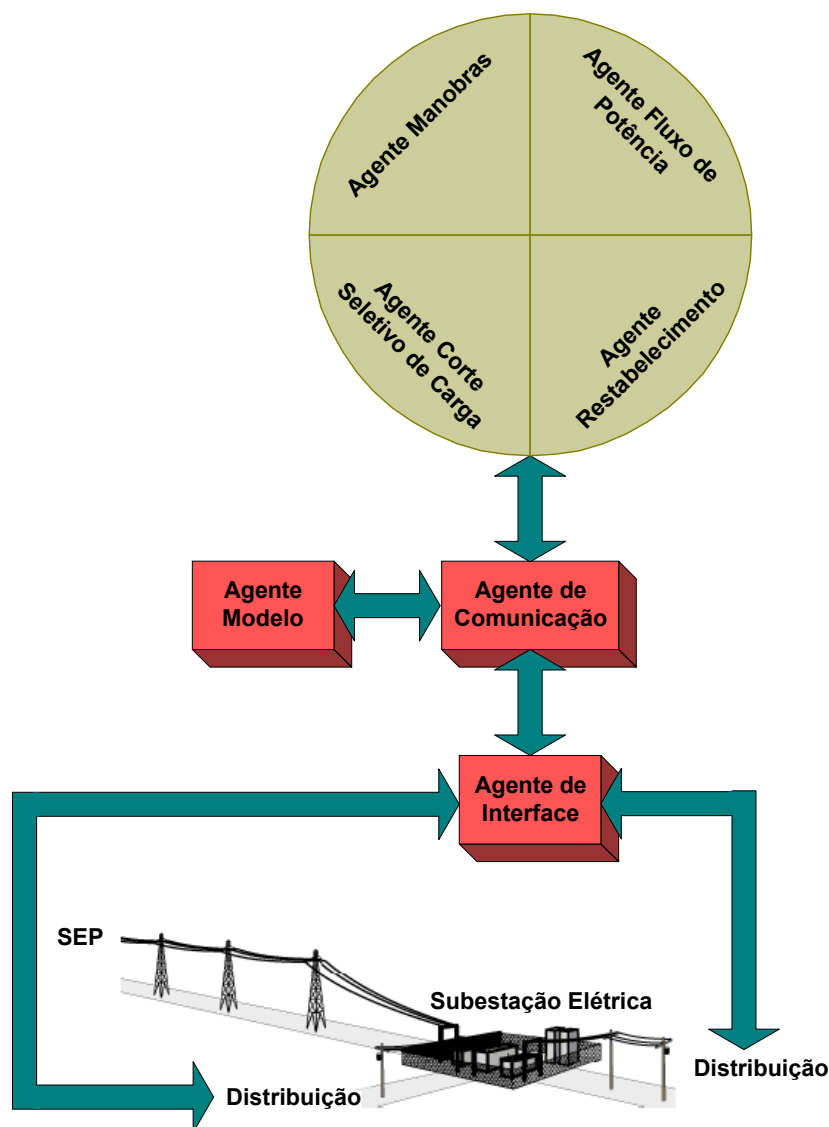 Agente Manobras
Agente Fluxo de
Potência
Agente Corte
Seletivo de Carga
Agente
Restabelecimento
Agente
Modelo
Agente de
Comunicação
Agente de
Interface
SEP
Subestação Elétrica
Distribuição
Distribuição